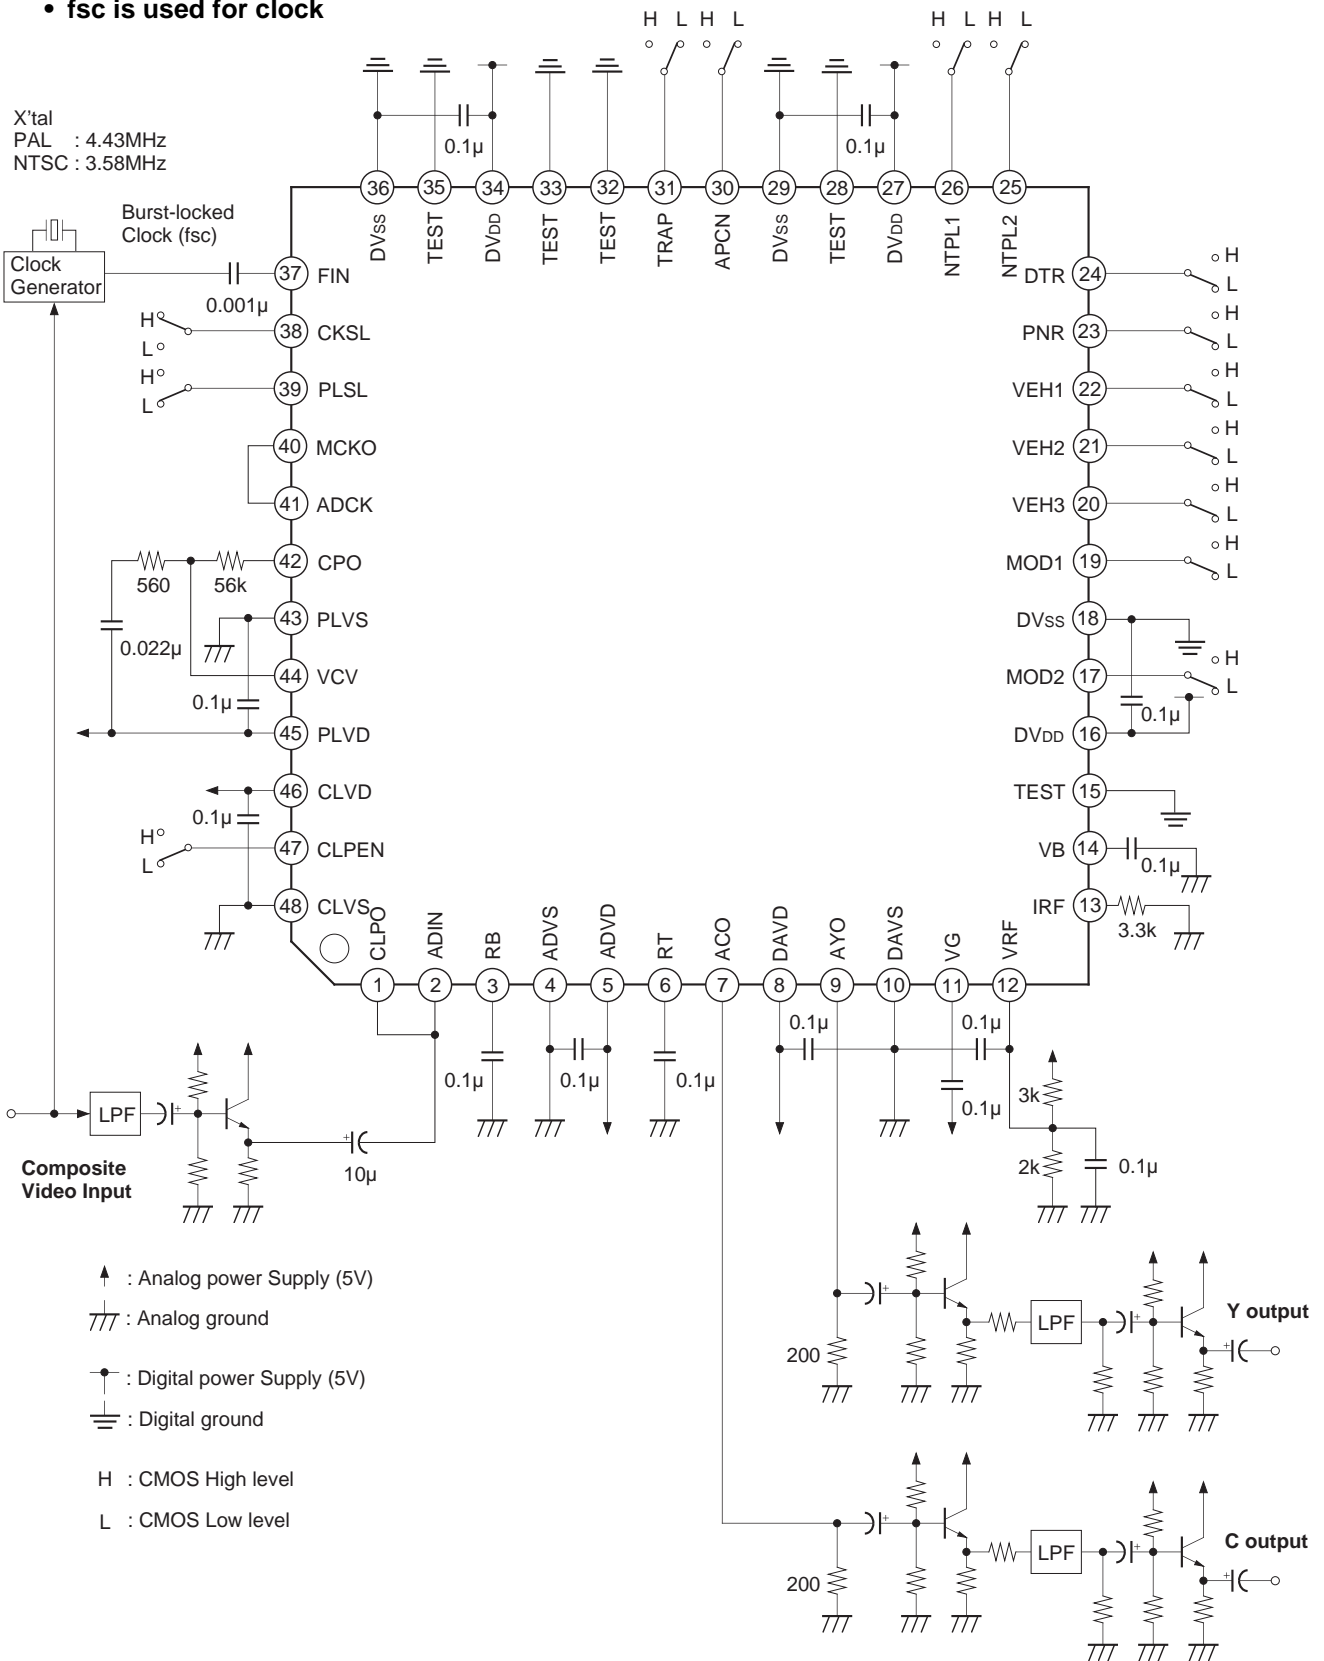 • fsc is used for clock
H L H L
H L H L
X'tal
PAL : 4.43MHz
NTSC : 3.58MHz
0.1µ
0.1µ
36 35 34 33 32 31 30 29 28 27 26 25
DVSS TEST DVDD TEST TEST TRAP APCN DVSS TEST DVDD NTPL1 NTPL2
Burst-locked
Clock (fsc)
Clock
Generator
0.001µ
37 FIN
H
L
38 CKSL
H
L
39 PLSL
40 MCKO
41 ADCK
560
56k
42 CPO
43 PLVS
0.022µ
44 VCV
0.1µ
45 PLVD
46 CLVD
0.1µ
H
L
47 CLPEN
48 CLVS
DTR 24
H
L
PNR 23
H
L
VEH1 22
H
L
VEH2 21
H
L
VEH3 20
H
L
MOD1 19
H
L
DVSS 18
MOD2 17
H
L
0.1µ
DVDD 16
TEST 15
VB 14
0.1µ
IRF 13
3.3k
CLPO ADIN RB ADVS ADVD RT ACO DAVD AYO DAVS VG VRF
1 2 3 4 5 6 7 8 9 10 11 12
0.1µ
0.1µ
0.1µ
0.1µ
0.1µ
0.1µ
3k
2k
0.1µ
LPF
+
+
10µ
Composite
Video Input
: Analog power Supply (5V)
: Analog ground
: Digital power Supply (5V)
: Digital ground
H : CMOS High level
L : CMOS Low level
200
+
LPF
+
+
Y output
200
+
LPF
+
+
C output